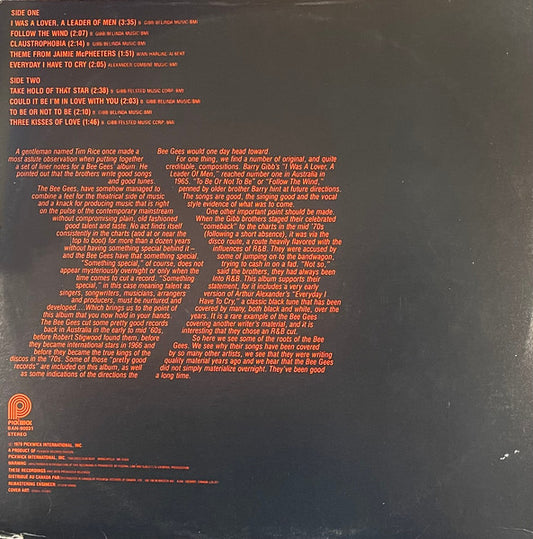 SIDE ONE
I WAS A LOVER, A LEADER OF MEN (3:35) B. GIBB·BELINDA MUSIC/BMI
FOLLOW THE WIND (2:07) B. GIBB·BELINDA MUSIC/BMI
CLAUSTROPHOBIA (2:14) B. GIBB·BELINDA MUSIC/BMI
THEME FROM JAIMIE McPHEETERS (1:51) WINN·HARLINE·ALBERT
EVERYDAY I HAVE TO CRY (2:05) ALEXANDER·COMBINE MUSIC/BMI
SIDE TWO
TAKE HOLD OF THAT STAR (2:38) B. GIBB·FELSTED MUSIC CORP./BMI
COULD IT BE I'M IN LOVE WITH YOU (2:03) B. GIBB·BELINDA MUSIC/BMI
TO BE OR NOT TO BE (2:10) B. GIBB·BELINDA MUSIC/BMI
THREE KISSES OF LOVE (1:46) B. GIBB·FELSTED MUSIC CORP./BMI
A gentleman named Tim Rice once made a
most astute observation when putting together
a set of liner notes for a Bee Gees' album. He
pointed out that the brothers write good songs
and good tunes.
The Bee Gees, have somehow managed to
combine a feel for the theatrical side of music
and a knack for producing music that is right
on the pulse of the contemporary mainstream
without compromising plain, old fashioned
good talent and taste. No act finds itself
consistently in the charts (and at or near the
top to boot) for more than a dozen years
without having something special behind it—
and the Bee Gees have that something special.
"Something special," of course, does not
appear mysteriously overnight or only when the
time comes to cut a record. "Something
special," in this case meaning talent as
singers, songwriters, musicians, arrangers
and producers, must be nurtured and
developed...Which brings us to the point of
this album that you now hold in your hands.
The Bee Gees cut some pretty good records
back in Australia in the early to mid '60s,
before Robert Stigwood found them, before
they became international stars in 1966 and
before they became the true kings of the
discos in the '70s. Some of those "pretty good
records" are included on this album, as well
as some indications of the directions the
Bee Gees would one day head toward.
For one thing, we find a number of original, and quite
creditable, compositions. Barry Gibb's "I Was A Lover, A
Leader Of Men," reached number one in Australia in
1965. "To Be Or Not To Be" or "Follow The Wind,"
penned by older brother Barry hint at future directions.
The songs are good, the singing good and the vocal
style evidence of what was to come.
One other important point should be made.
When the Gibb brothers staged their celebrated
"comeback" to the charts in the mid '70s
(following a short absence), it was via the
disco route, a route heavily flavored with the
influences of R&B. They were accused by
some of jumping on to the bandwagon,
trying to cash in on a fad. "Not so,"
said the brothers, they had always been
into R&B. This album supports their
statement, for it includes a very early
version of Arthur Alexander's "Everyday I
Have To Cry," a classic black tune that has been
covered by many, both black and white, over the
years. It is a rare example of the Bee Gees
covering another writer's material, and it is
interesting that they chose an R&B cut.
So here we see some of the roots of the Bee
Gees. We see why their songs have been covered
by so many other artists, we see that they were writing
quality material years ago and we hear that the Bee Gees
did not simply materialize overnight. They've been good
a long time.
PICKWICK
BAN-90031
STEREO
© 1979 PICKWICK INTERNATIONAL, INC.
A PRODUCT OF
PICKWICK INTERNATIONAL, INC.
WARNING
THESE RECORDINGS
DISTRIBUÉ AU CANADA PAR
REMASTERING ENGINEER:
COVER ART: